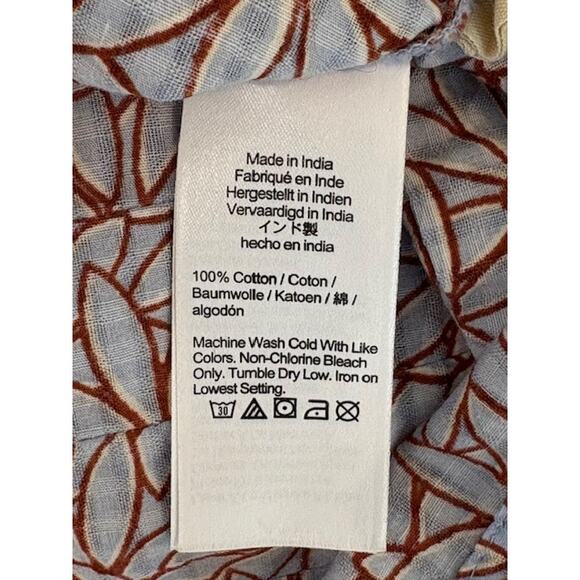 Made in India
Fabriqué en Inde
Hergestellt in Indien
Vervaardigd in India
インド製
hecho en india
100% Cotton / Coton /
Baumwolle / Katoen / 綿 /
algodón
Machine Wash Cold With Like
Colors. Non-Chlorine Bleach
Only. Tumble Dry Low. Iron on
Lowest Setting.
30